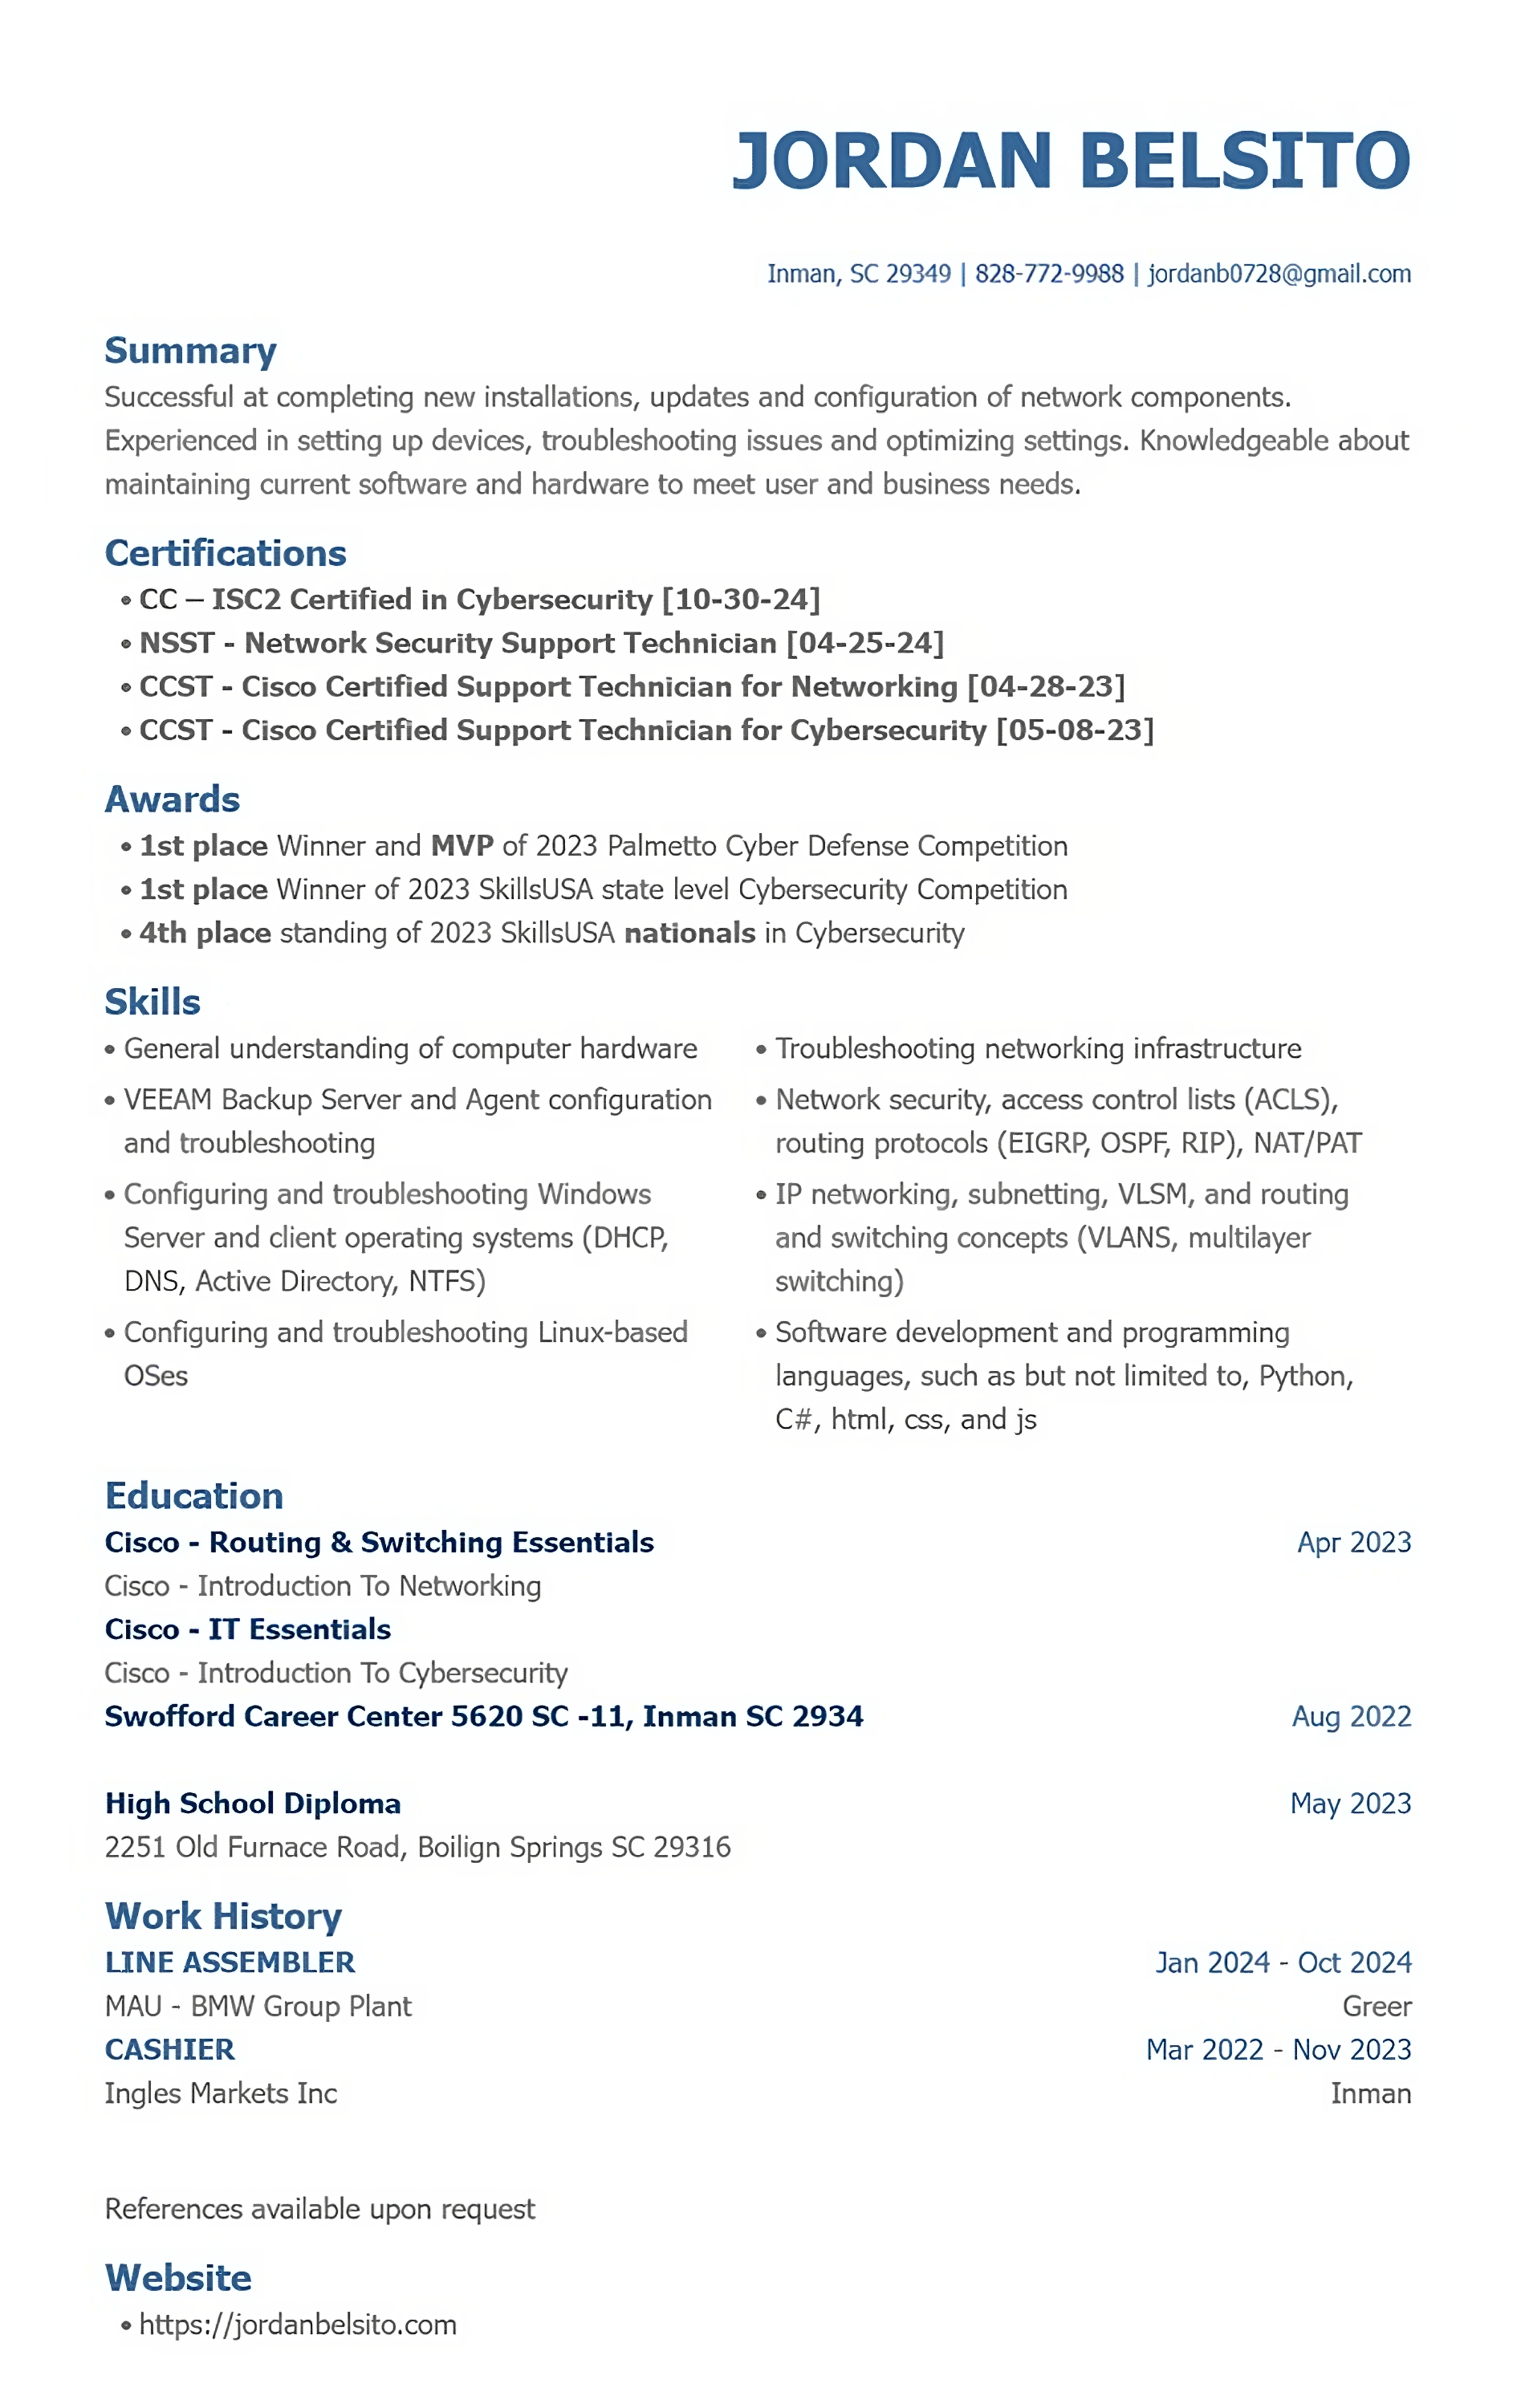 JORDAN BELSITO
Inman, SC 29349 | 828-772-9988 | jordanb0728@gmail.com
Summary
Successful at completing new installations, updates and configuration of network components.
Experienced in setting up devices, troubleshooting issues and optimizing settings. Knowledgeable about
maintaining current software and hardware to meet user and business needs.
Certifications
• CC – ISC2 Certified in Cybersecurity [10-30-24]
• NSST - Network Security Support Technician [04-25-24]
• CCST - Cisco Certified Support Technician for Networking [04-28-23]
• CCST - Cisco Certified Support Technician for Cybersecurity [05-08-23]
Awards
• 1st place Winner and MVP of 2023 Palmetto Cyber Defense Competition
• 1st place Winner of 2023 SkillsUSA state level Cybersecurity Competition
• 4th place standing of 2023 SkillsUSA nationals in Cybersecurity
Skills
• General understanding of computer hardware
• VEEAM Backup Server and Agent configuration
and troubleshooting
• Configuring and troubleshooting Windows
Server and client operating systems (DHCP,
DNS, Active Directory, NTFS)
• Configuring and troubleshooting Linux-based
OSes
• Troubleshooting networking infrastructure
• Network security, access control lists (ACLS),
routing protocols (EIGRP, OSPF, RIP), NAT/PAT
• IP networking, subnetting, VLSM, and routing
and switching concepts (VLANS, multilayer
switching)
• Software development and programming
languages, such as but not limited to, Python,
C#, html, css, and js
Education
Cisco - Routing & Switching Essentials Apr 2023
Cisco - Introduction To Networking
Cisco - IT Essentials
Cisco - Introduction To Cybersecurity
Swofford Career Center 5620 SC -11, Inman SC 2934 Aug 2022
High School Diploma May 2023
2251 Old Furnace Road, Boilign Springs SC 29316
Work History
LINE ASSEMBLER Jan 2024 - Oct 2024
MAU - BMW Group Plant Greer
CASHIER Mar 2022 - Nov 2023
Ingles Markets Inc Inman
References available upon request
Website
• https://jordanbelsito.com